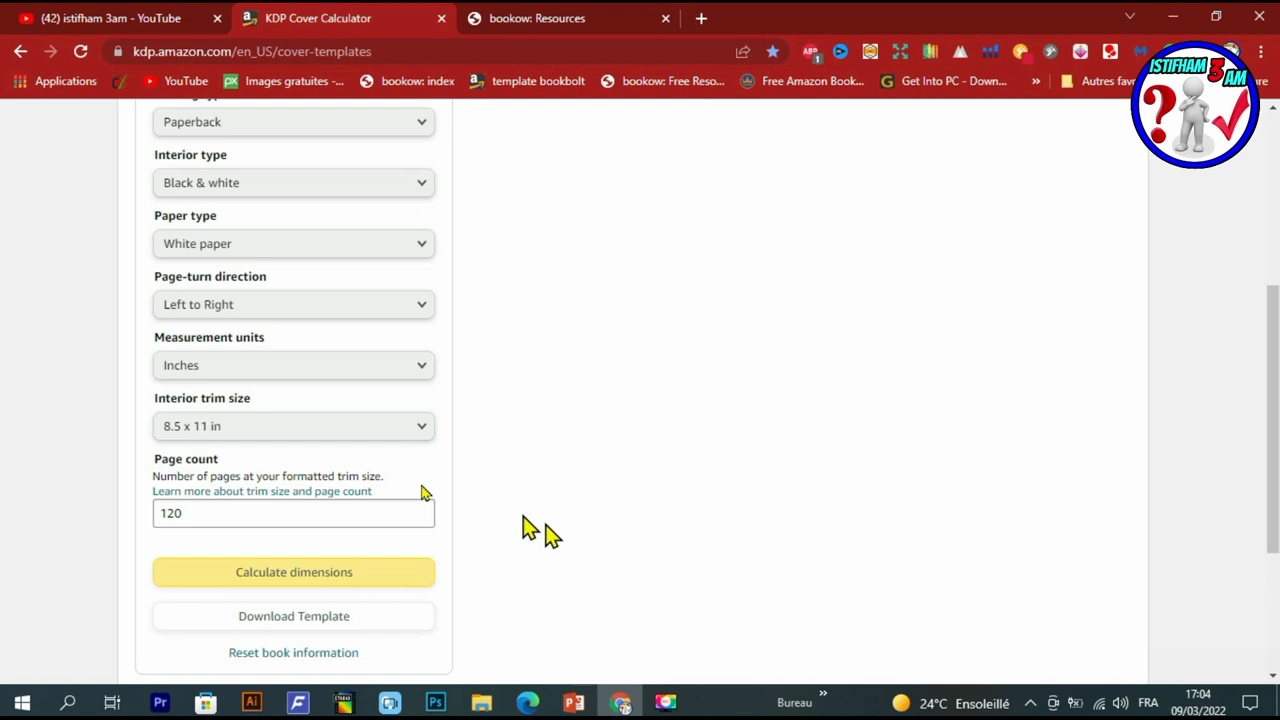 (42) istifham 3am - YouTube
KDP Cover Calculator
bookow: Resources
kdp.amazon.com/en_US/cover-templates
Applications
YouTube
Images gratuites -...
bookow: index
template bookbolt
bookow: Free Reso...
Free Amazon Book...
Get Into PC - Down...
»
Autres favo
re
ISTIFHAM 3 AM
Paperback
Interior type
Black & white
Paper type
White paper
Page-turn direction
Left to Right
Measurement units
Inches
Interior trim size
8.5 x 11 in
Page count
Number of pages at your formatted trim size.
Learn more about trim size and page count
120
Calculate dimensions
Download Template
Reset book information
Bureau
»
24°C Ensoleillé
FRA
17:04
09/03/2022